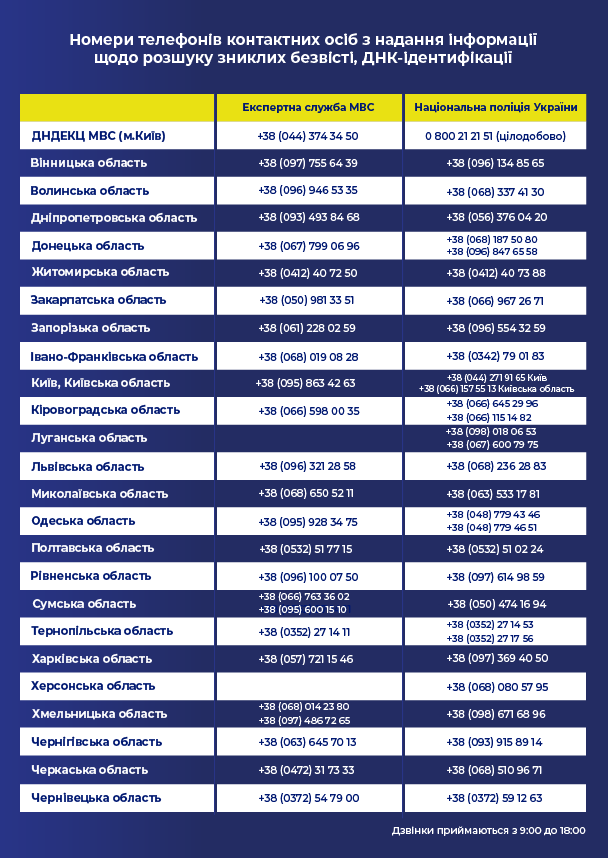 Номери телефонів контактних осіб з надання інформації
щодо розшуку зниклих безвісті, ДНК-ідентифікації
Експертна служба МВС Національна поліція України
ДНДЕКЦ МВС (м.Київ) +38 (044) 374 34 50 0 800 21 21 51 (цілодобово)
Вінницька область +38 (097) 755 64 39 +38 (096) 134 85 65
Волинська область +38 (096) 946 53 35 +38 (068) 337 41 30
Дніпропетровська область +38 (093) 493 84 68 +38 (056) 376 04 20
Донецька область +38 (067) 799 06 96 +38 (068) 187 50 80
+38 (096) 847 65 58
Житомирська область +38 (0412) 40 72 50 +38 (0412) 40 73 88
Закарпатська область +38 (050) 981 33 51 +38 (066) 967 26 71
Запорізька область +38 (061) 228 02 59 +38 (096) 554 32 59
Івано-Франківська область +38 (068) 019 08 28 +38 (0342) 79 01 83
Київ, Київська область +38 (095) 863 42 63 +38 (044) 271 91 65 Київ
+38 (066) 157 55 13 Київська область
Кіровоградська область +38 (066) 598 00 35 +38 (066) 645 29 96
+38 (066) 115 14 82
Луганська область +38 (098) 018 06 53
+38 (067) 600 79 75
Львівська область +38 (096) 321 28 58 +38 (068) 236 28 83
Миколаївська область +38 (068) 650 52 11 +38 (063) 533 17 81
Одеська область +38 (095) 928 34 75 +38 (048) 779 43 46
+38 (048) 779 46 51
Полтавська область +38 (0532) 51 77 15 +38 (0532) 51 02 24
Рівненська область +38 (096) 100 07 50 +38 (097) 614 98 59
Сумська область +38 (066) 763 36 02 +38 (050) 474 16 94
+38 (095) 600 15 10
Тернопільська область +38 (0352) 27 14 11 +38 (0352) 27 14 53
+38 (0352) 27 17 56
Харківська область +38 (057) 721 15 46 +38 (097) 369 40 50
Херсонська область +38 (068) 080 57 95
Хмельницька область +38 (068) 014 23 80 +38 (098) 671 68 96
+38 (097) 486 72 65
Чернігівська область +38 (063) 645 70 13 +38 (093) 915 89 14
Черкаська область +38 (0472) 31 73 33 +38 (068) 510 96 71
Чернівецька область +38 (0372) 54 79 00 +38 (0372) 59 12 63
Дзвінки приймаються з 9:00 до 18:00